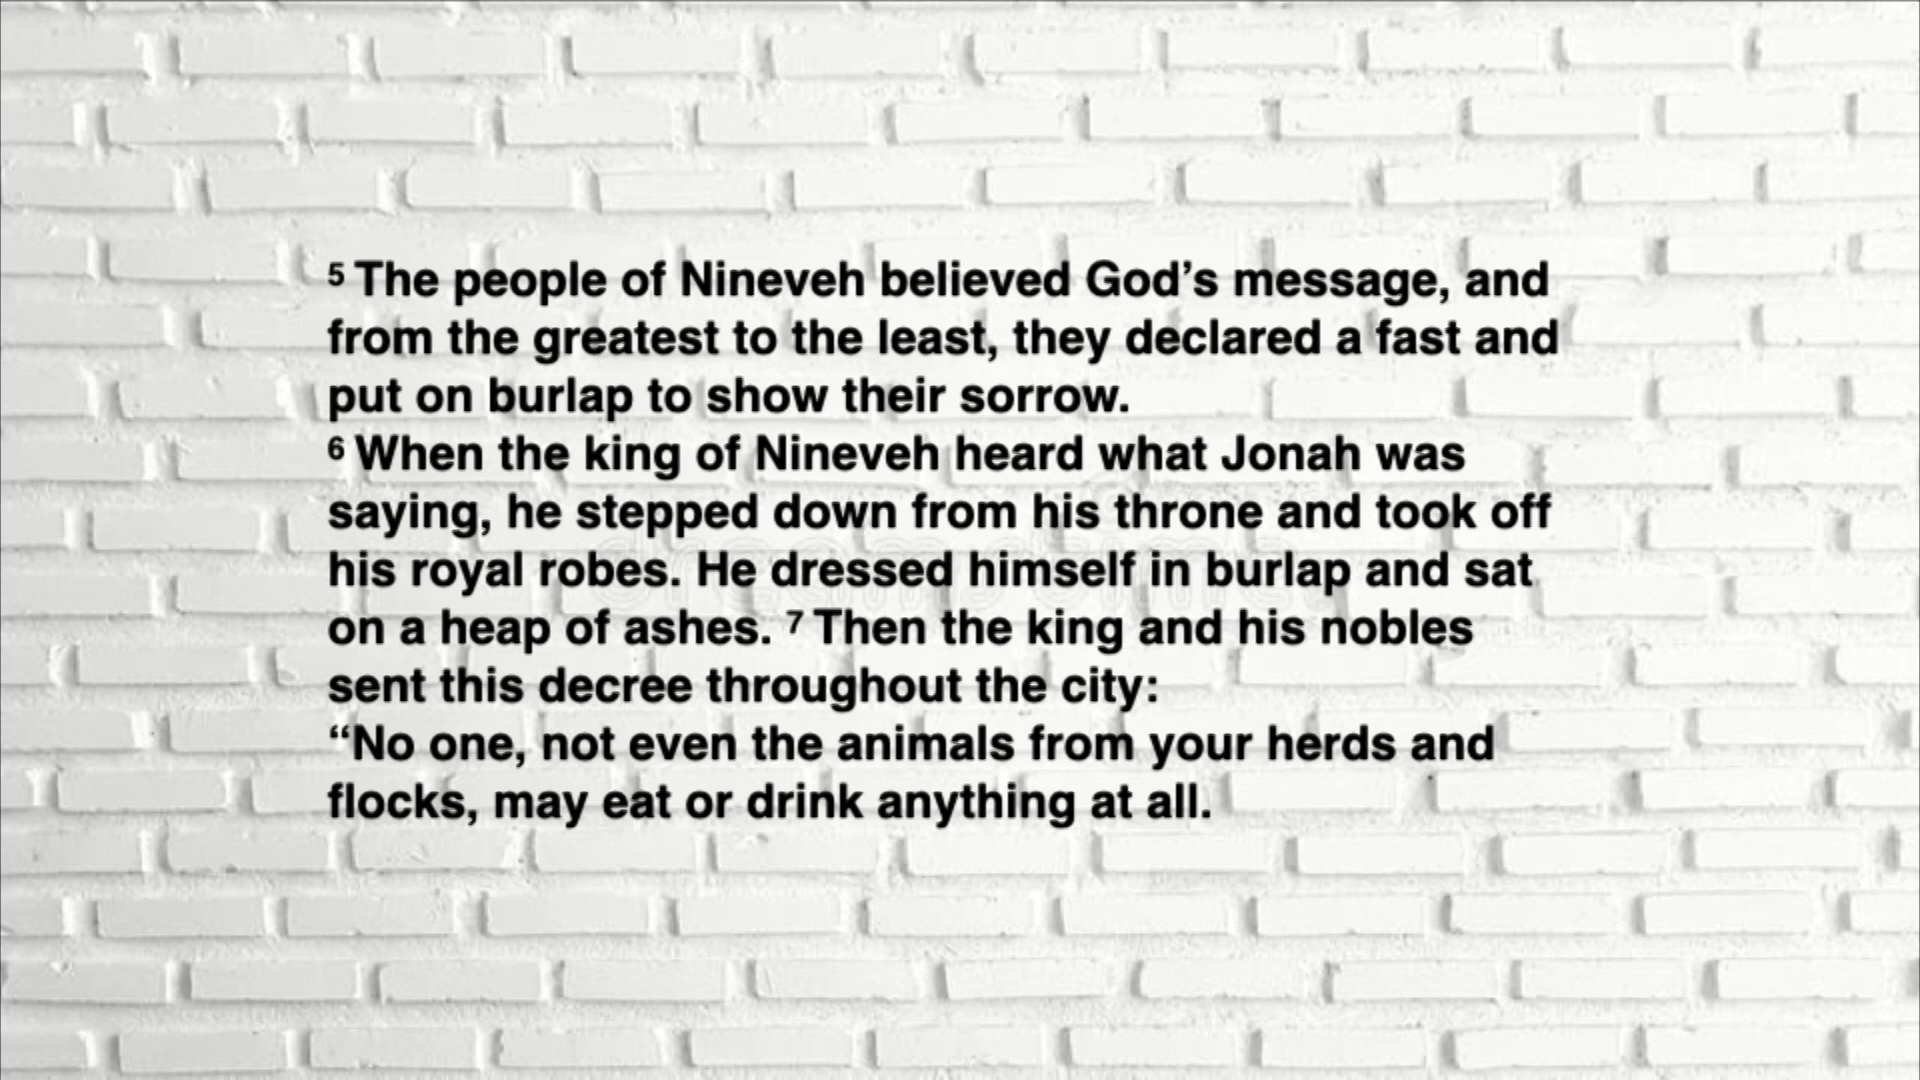 5 The people of Nineveh believed God’s message, and
from the greatest to the least, they declared a fast and
put on burlap to show their sorrow.
6 When the king of Nineveh heard what Jonah was
saying, he stepped down from his throne and took off
his royal robes. He dressed himself in burlap and sat
on a heap of ashes. 7 Then the king and his nobles
sent this decree throughout the city:
“No one, not even the animals from your herds and
flocks, may eat or drink anything at all.